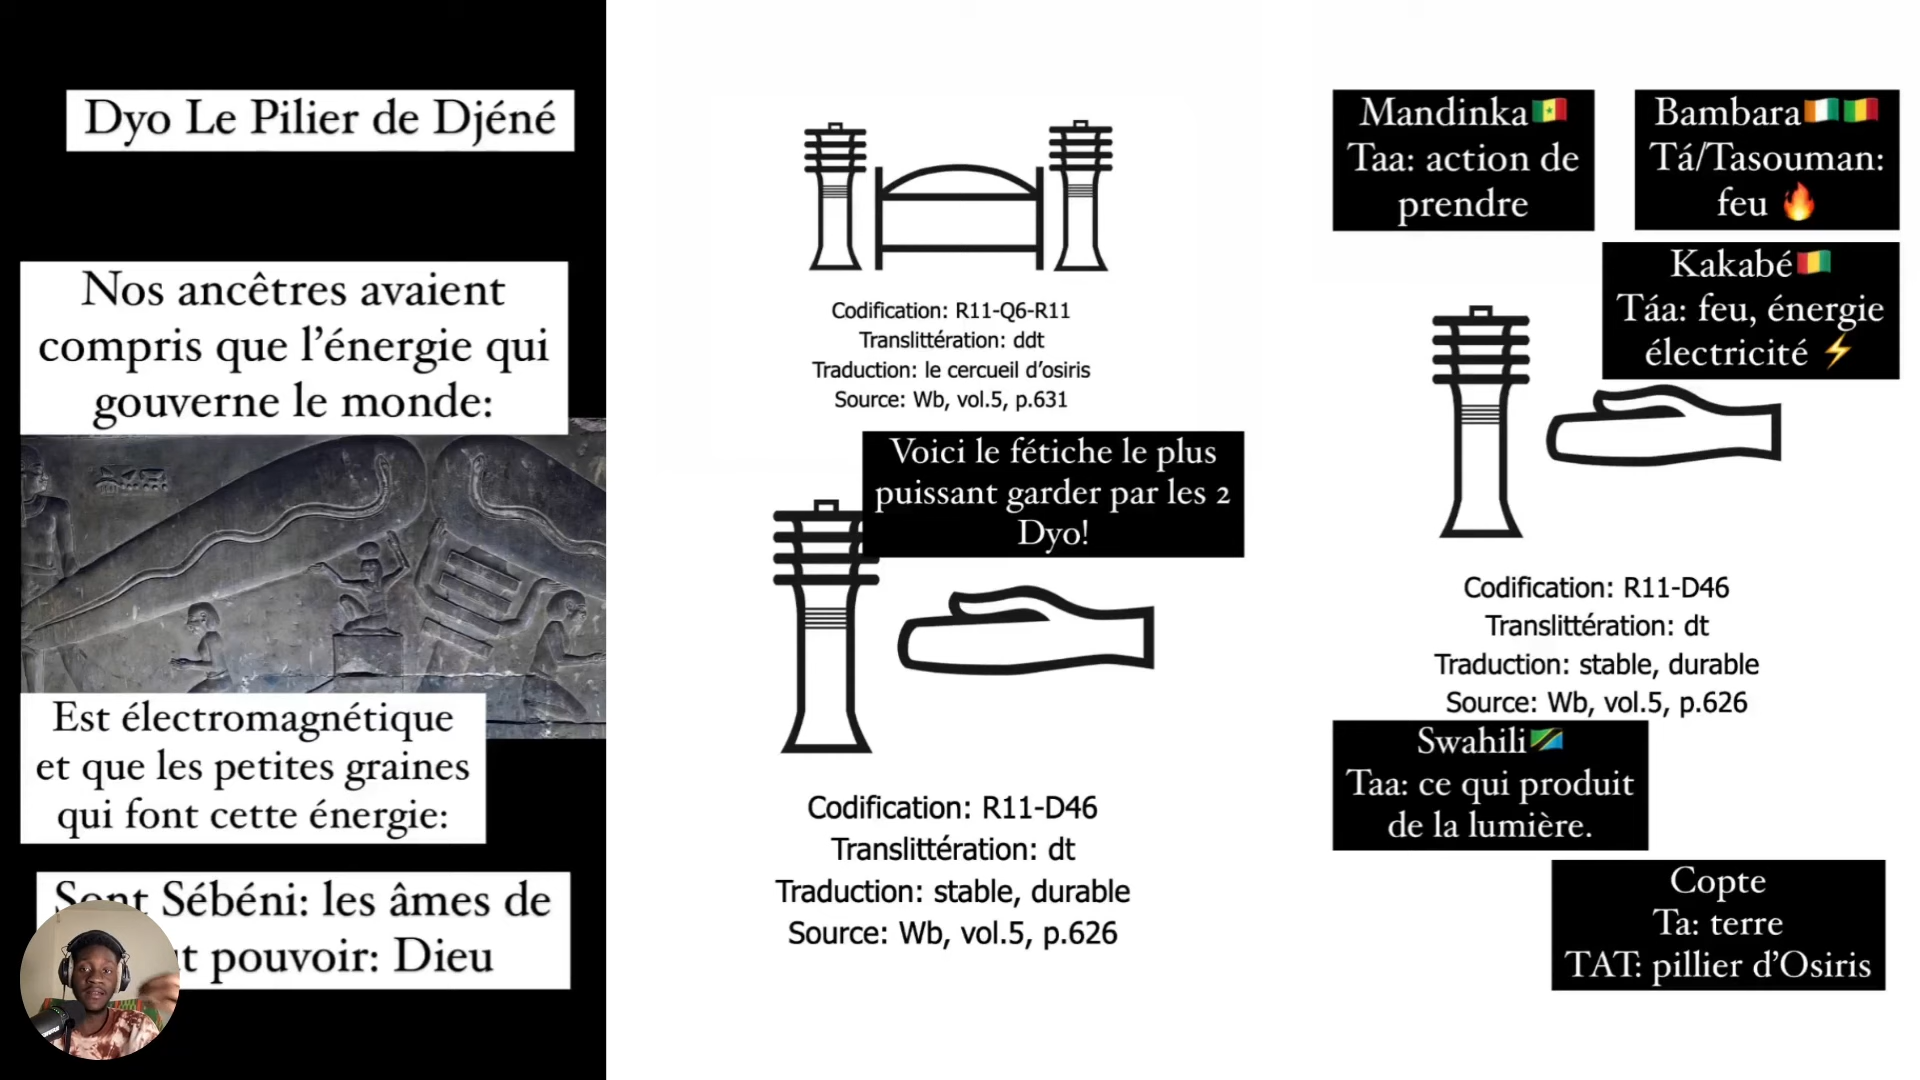 Dyo Le Pilier de Djéné
Nos ancêtres avaient
compris que l’énergie qui
gouverne le monde:
Est électromagnétique
et que les petites graines
qui font cette énergie:
Sont Sébéni: les âmes de
pouvoir: Dieu
Codification: R11-Q6-R11
Translittération: ddt
Traduction: le cercueil d’osiris
Source: Wb, vol.5, p.631
Voici le fétiche le plus
puissant garder par les 2
Dyo!
Codification: R11-D46
Translittération: dt
Traduction: stable, durable
Source: Wb, vol.5, p.626
Mandinka🇸🇳
Taa: action de
prendre
Bambara🇨🇮🇲🇱
Tá/Tasouman:
feu 🔥
Kakabé🇬🇳
Táa: feu, énergie
électricité ⚡
Codification: R11-D46
Translittération: dt
Traduction: stable, durable
Source: Wb, vol.5, p.626
Swahili🇹🇿
Taa: ce qui produit
de la lumière.
Copte
Ta: terre
TAT: pillier d’Osiris